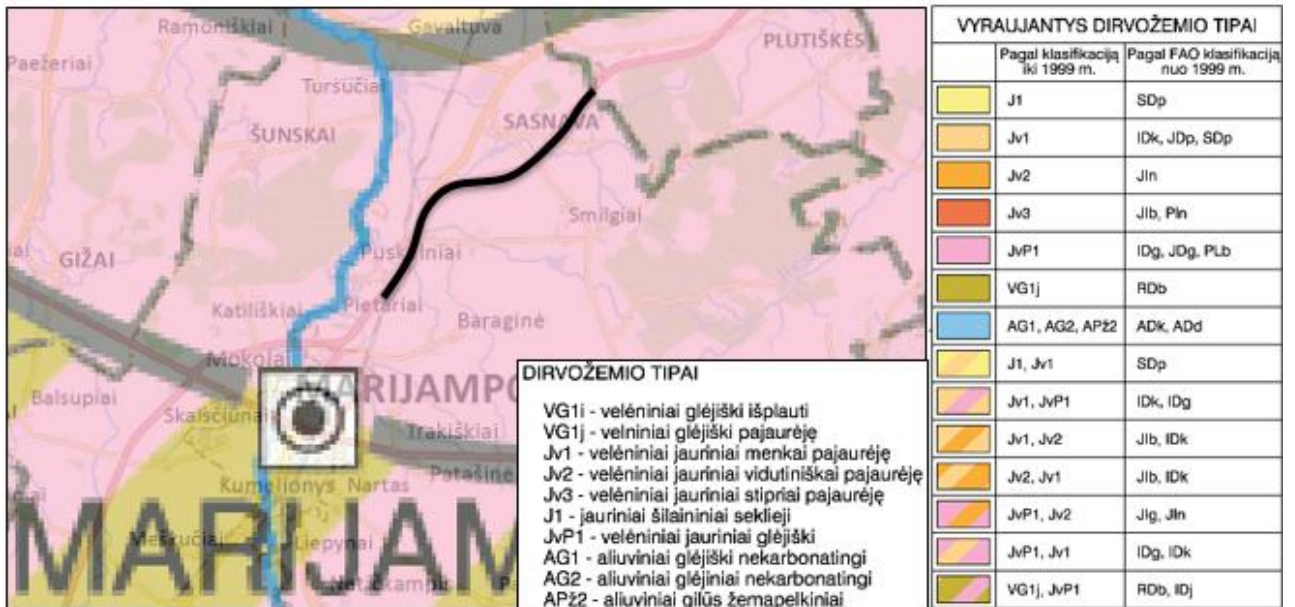 Ramoniškiai
Gavaltuva
PLUTIŠKĖS
Paežeriai
Tursučiai
ŠUNSKAI
SASNAVA
Smilgiai
GIŽAI
Puskelniai
Katiliškiai
Pietariai
Baraginė
Mokolai
MARIJAMPO
Balsupiai
Skaisčiūnai
Trakiškiai
Patašinė
Kumelionys
Nartas
MARIJAM
Meškučiai
Liepynai
Netičkampis
DIRVOŽEMIO TIPAI
VG1i - velėniniai glėjiški išplauti
VG1j - velniniai glėjiški pajaurėję
Jv1 - velėniniai jauriniai menkai pajaurėję
Jv2 - velėniniai jauriniai vidutiniškai pajaurėję
Jv3 - velėniniai jauriniai stipriai pajaurėję
J1 - jauriniai šilaininiai seklieji
JvP1 - velėniniai jauriniai glėjiški
AG1 - aliuviniai glėjiški nekarbonatingi
AG2 - aliuviniai glėjiniai nekarbonatingi
APž2 - aliuviniai gilūs žemapelkiniai
VYRAUJANTYS DIRVOŽEMIO TIPAI
Pagal klasifikaciją iki 1999 m. Pagal FAO klasifikaciją nuo 1999 m.
J1 SDp
Jv1 IDk, JDp, SDp
Jv2 JIn
Jv3 JIb, PIn
JvP1 IDg, JDg, PLb
VG1j RDb
AG1, AG2, APž2 ADk, ADd
J1, Jv1 SDp
Jv1, JvP1 IDk, IDg
Jv1, Jv2 JIb, IDk
Jv2, Jv1 JIb, IDk
JvP1, Jv2 JIg, JIn
JvP1, Jv1 IDg, IDk
VG1j, JvP1 RDb, IDj